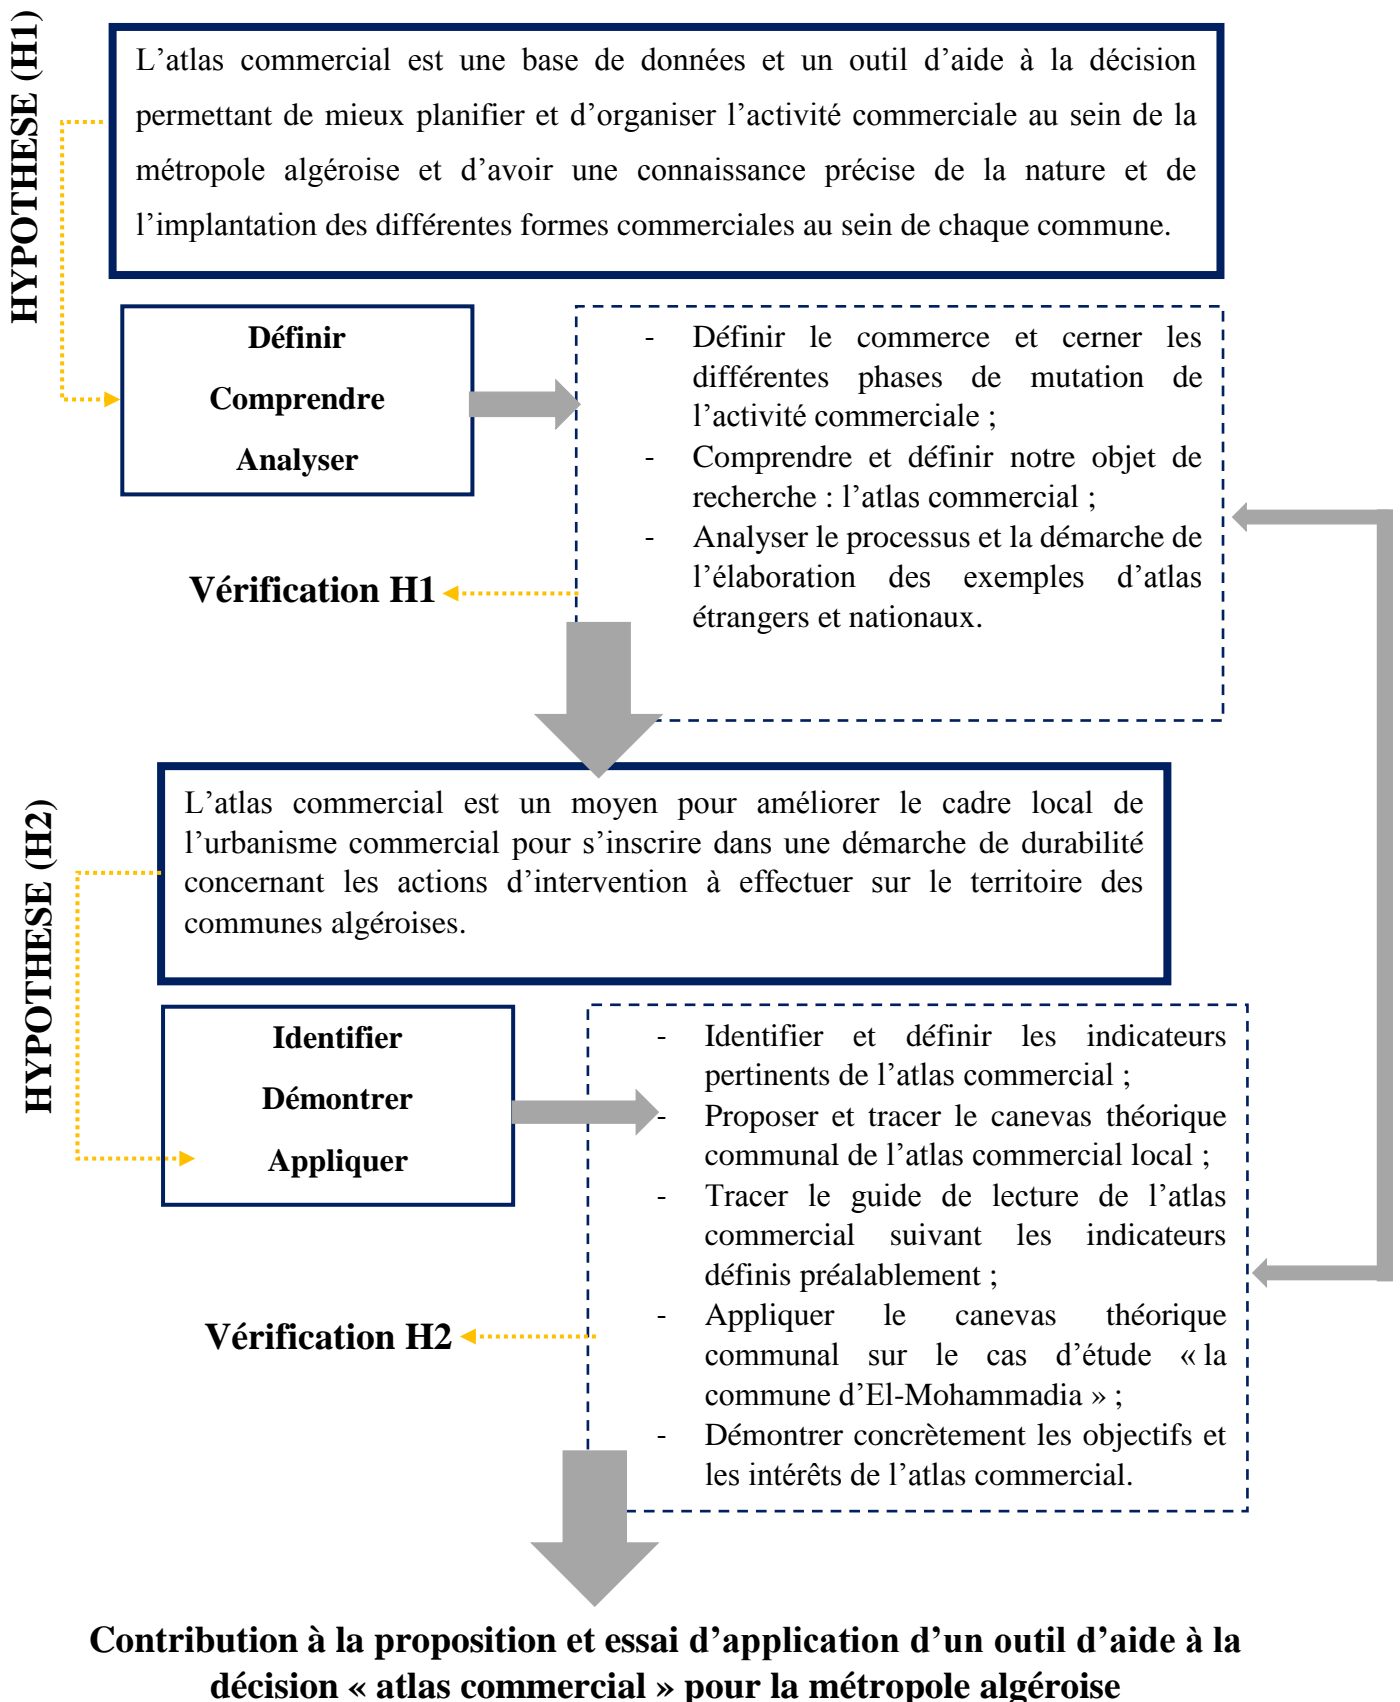 HYPOTHESE (H1)
L’atlas commercial est une base de données et un outil d’aide à la décision
permettant de mieux planifier et d’organiser l’activité commerciale au sein de la
métropole algéroise et d’avoir une connaissance précise de la nature et de
l’implantation des différentes formes commerciales au sein de chaque commune.
Définir
Comprendre
Analyser
- Définir le commerce et cerner les
différentes phases de mutation de
l’activité commerciale ;
- Comprendre et définir notre objet de
recherche : l’atlas commercial ;
- Analyser le processus et la démarche de
l’élaboration des exemples d’atlas
étrangers et nationaux.
Vérification H1
HYPOTHESE (H2)
L’atlas commercial est un moyen pour améliorer le cadre local de
l’urbanisme commercial pour s’inscrire dans une démarche de durabilité
concernant les actions d’intervention à effectuer sur le territoire des
communes algéroises.
Identifier
Démontrer
Appliquer
- Identifier et définir les indicateurs
pertinents de l’atlas commercial ;
- Proposer et tracer le canevas théorique
communal de l’atlas commercial local ;
- Tracer le guide de lecture de l’atlas
commercial suivant les indicateurs
définis préalablement ;
- Appliquer le canevas théorique
communal sur le cas d’étude « la
commune d’El-Mohammadia » ;
- Démontrer concrètement les objectifs et
les intérêts de l’atlas commercial.
Vérification H2
Contribution à la proposition et essai d’application d’un outil d’aide à la
décision « atlas commercial » pour la métropole algéroise